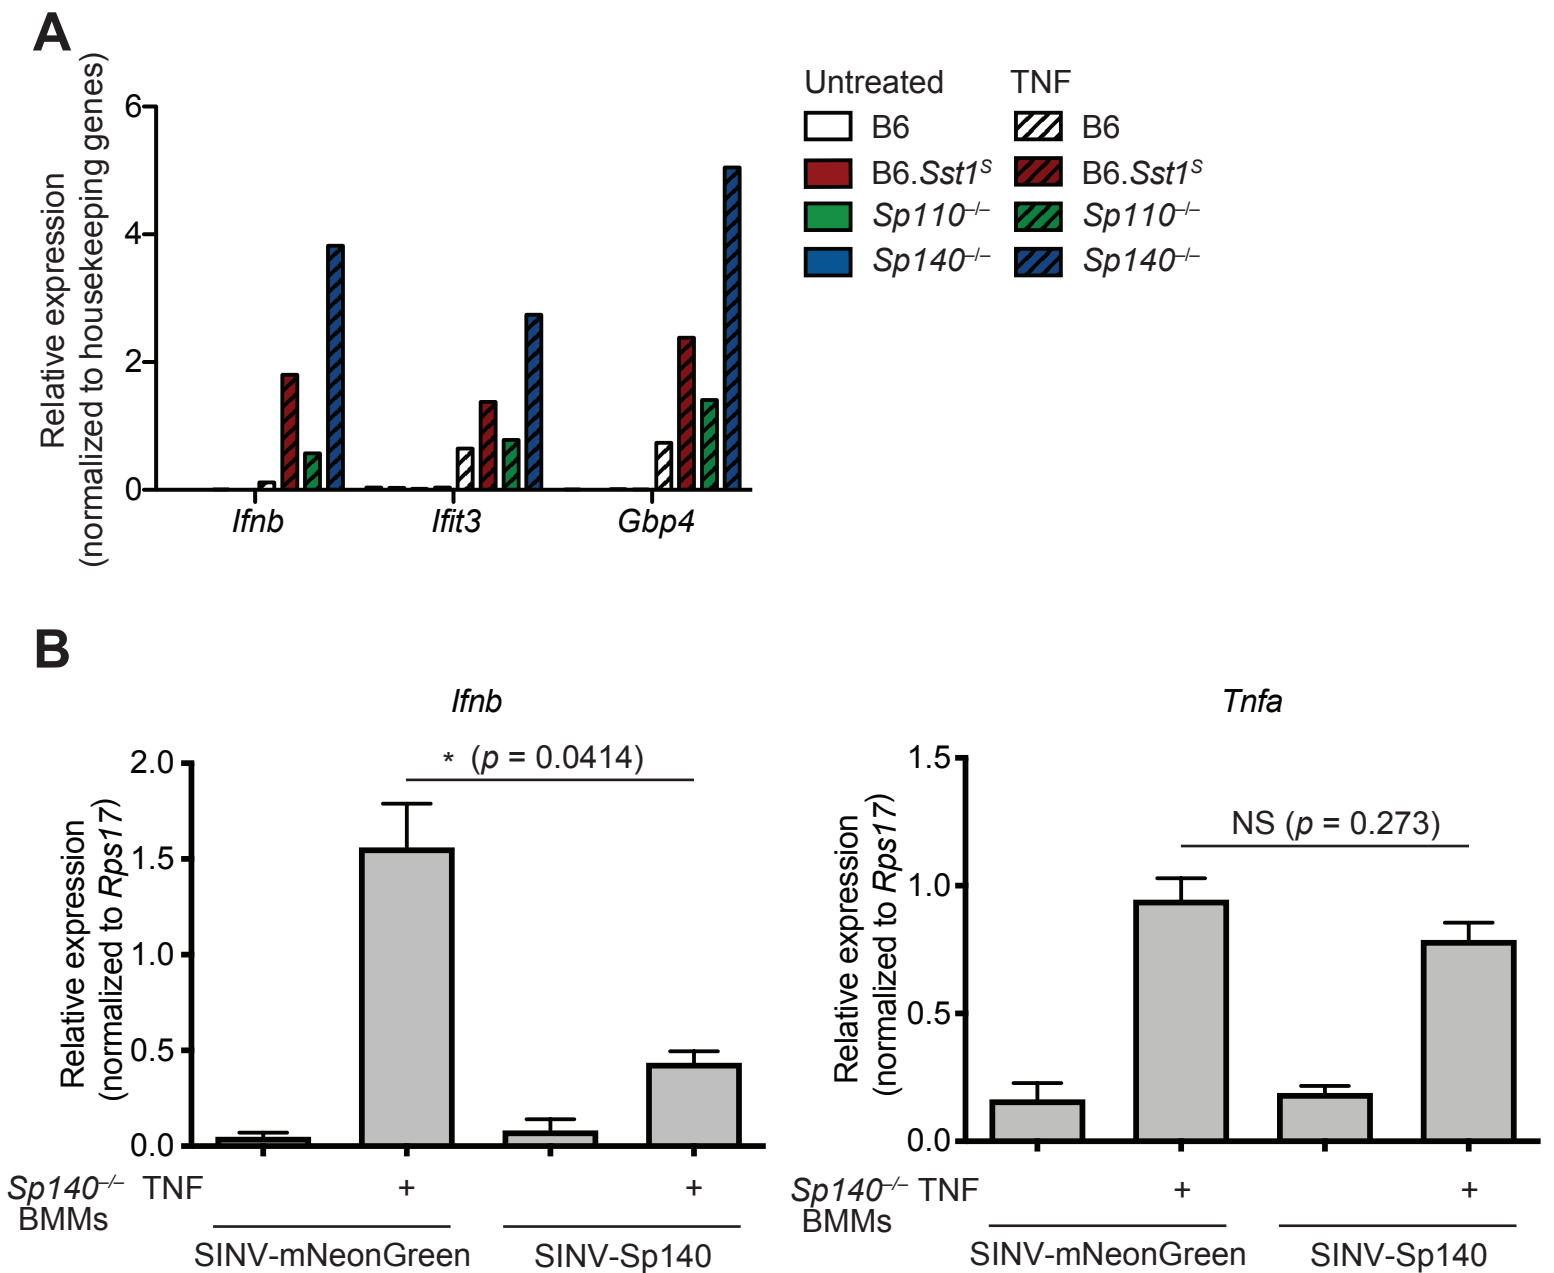 A
Relative expression
(normalized to housekeeping genes)
6
4
2
0
Ifnb
Ifit3
Gbp4
Untreated TNF
B6 B6
B6.Sst1ˢ B6.Sst1ˢ
Sp110–/– Sp110–/–
Sp140–/– Sp140–/–
B
Ifnb
* (p = 0.0414)
Relative expression
(normalized to Rps17)
2.0
1.5
1.0
0.5
0.0
Sp140–/– TNF + +
BMMs
SINV-mNeonGreen SINV-Sp140
Tnfa
NS (p = 0.273)
Relative expression
(normalized to Rps17)
1.5
1.0
0.5
0.0
Sp140–/– TNF + +
BMMs
SINV-mNeonGreen SINV-Sp140